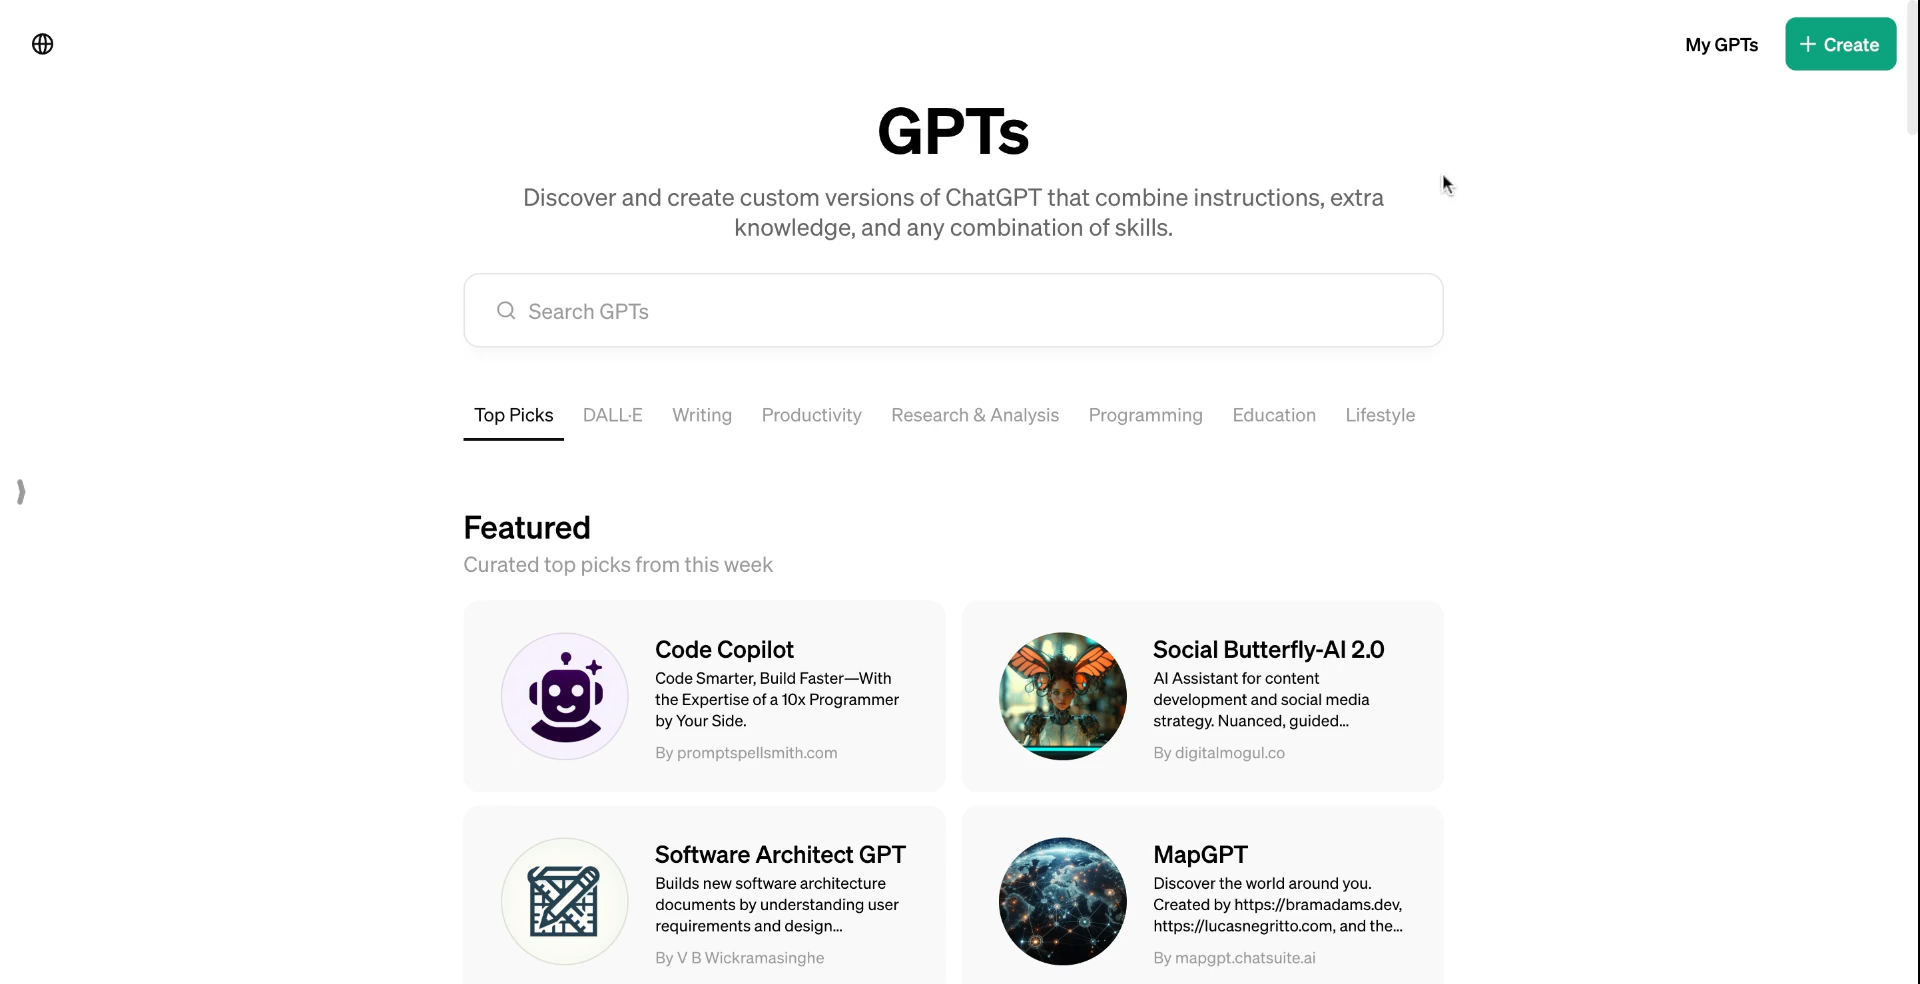 My GPTs
+ Create
GPTs
Discover and create custom versions of ChatGPT that combine instructions, extra
knowledge, and any combination of skills.
Search GPTs
Top Picks DALL·E Writing Productivity Research & Analysis Programming Education Lifestyle
Featured
Curated top picks from this week
Code Copilot
Code Smarter, Build Faster—With
the Expertise of a 10x Programmer
by Your Side.
By promptspellsmith.com
Social Butterfly-AI 2.0
AI Assistant for content
development and social media
strategy. Nuanced, guided...
By digitalmogul.co
Software Architect GPT
Builds new software architecture
documents by understanding user
requirements and design...
By V B Wickramasinghe
MapGPT
Discover the world around you.
Created by https://bramadams.dev,
https://lucasnegritto.com, and the...
By mapgpt.chatsuite.ai